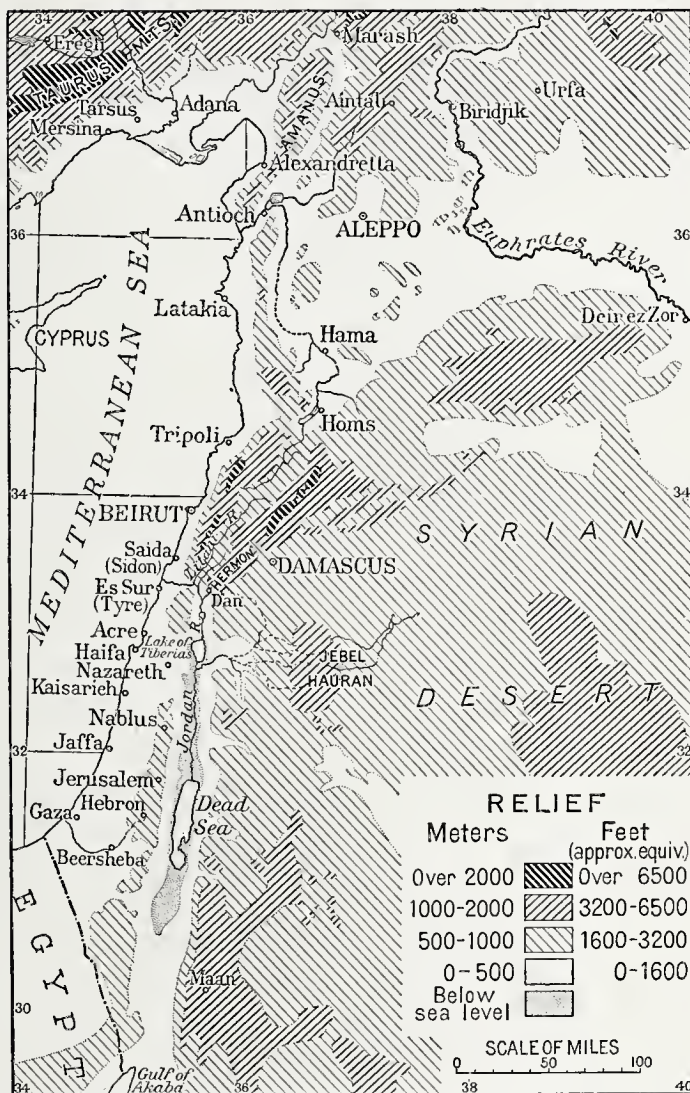 34
36
38
40
Eregli
Marash
TAURUS MTS.
AMANUS
Aintab
Urfa
Tarsus
Adana
Biridjik
Mersina
Alexandretta
Antioch
ALEPPO
36
36
Euphrates River
MEDITERRANEAN SEA
Latakia
Deir ez Zor
CYPRUS
Hama
Homs
Tripoli
34
34
BEIRUT
SYRIAN
Saida
(Sidon)
HERMON
DAMASCUS
Es Sur
(Tyre)
Dan
Acre
Lake of
Tiberias
Haifa
JEBEL
HAURAN
Nazareth
Kaisarieh
DESERT
Nablus
Jordan R.
32
32
Jaffa
Jerusalem
Dead
Sea
Gaza
Hebron
Beersheba
EGYPT
Maan
30
Gulf of
Akaba
RELIEF
Meters Feet
(approx. equiv.)
Over 2000 Over 6500
1000-2000 3200-6500
500-1000 1600-3200
0-500 0-1600
Below
sea level
SCALE OF MILES
0 50 100
34
36
38
40